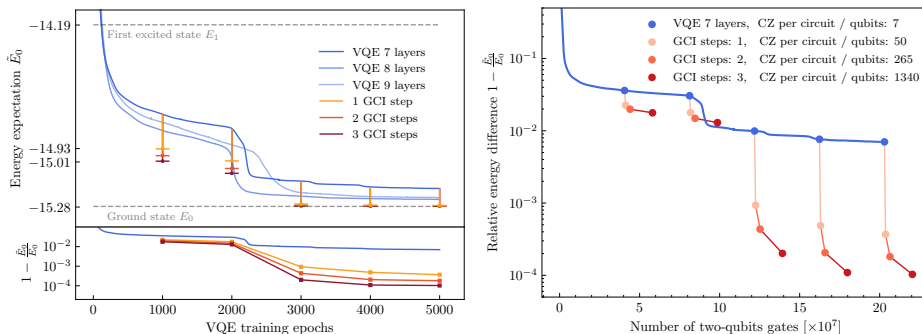 −14.19
First excited state E₁
VQE 7 layers
VQE 8 layers
VQE 9 layers
1 GCI step
2 GCI steps
3 GCI steps
−14.93
−15.01
−15.28
Ground state E₀
Energy expectation Ẽ₀
10⁻²
10⁻³
10⁻⁴
1 − Ẽ₀/E₀
0 1000 2000 3000 4000 5000
VQE training epochs
VQE 7 layers, CZ per circuit / qubits: 7
GCI steps: 1, CZ per circuit / qubits: 50
GCI steps: 2, CZ per circuit / qubits: 265
GCI steps: 3, CZ per circuit / qubits: 1340
Relative energy difference 1 − Ẽ₀/E₀
10⁻¹
10⁻²
10⁻³
10⁻⁴
0 5 10 15 20
Number of two-qubits gates [×10⁷]